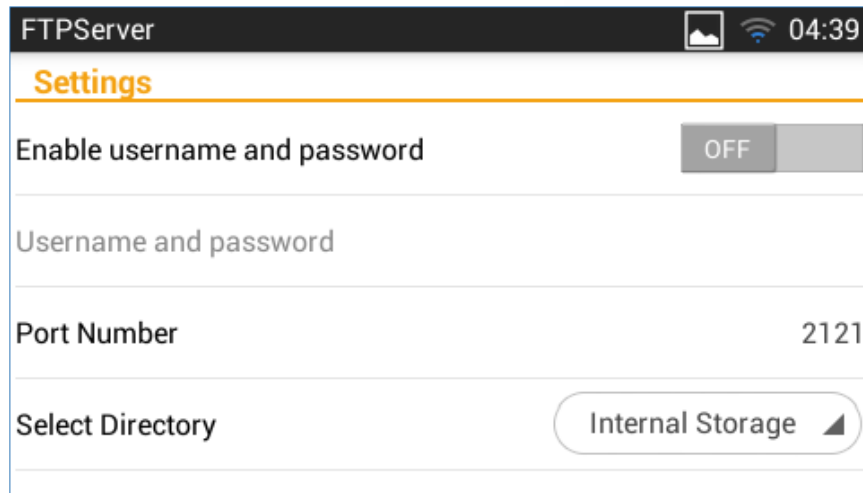 FTPServer 04:39
Settings
Enable username and password OFF
Username and password
Port Number 2121
Select Directory Internal Storage